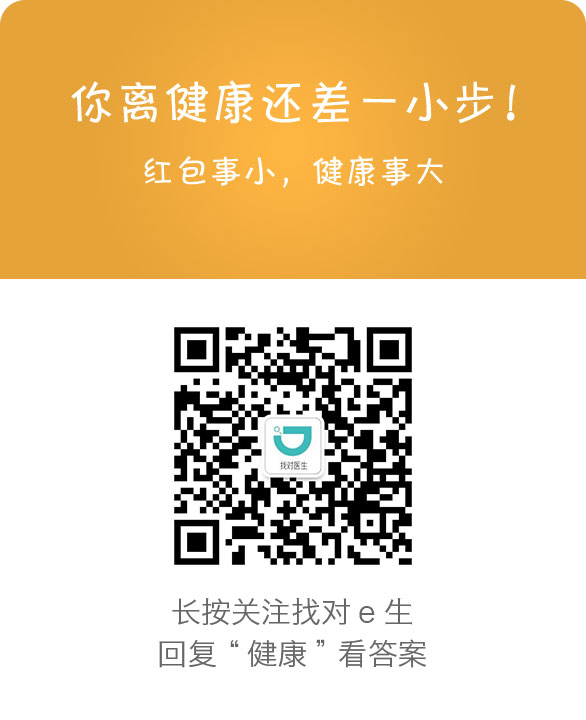 你离健康还差一小步!
红包事小，健康事大
找对医生
长按关注找对e生
回复“健康”看答案